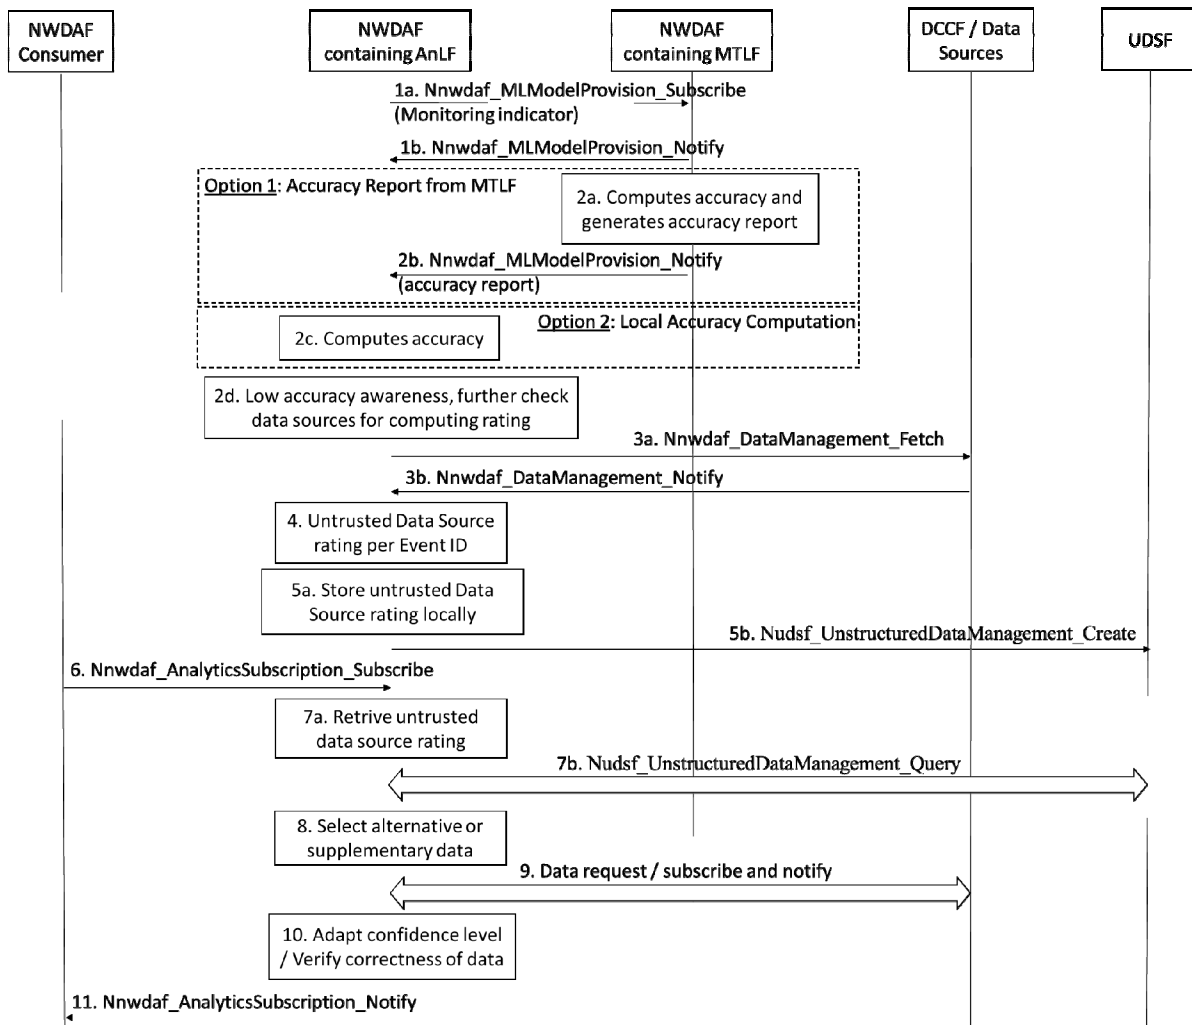 NWDAF
Consumer
NWDAF
containing AnLF
NWDAF
containing MTLF
DCCF / Data
Sources
UDSF
1a. Nnwdaf_MLModelProvision_Subscribe
(Monitoring indicator)
1b. Nnwdaf_MLModelProvision_Notify
Option 1: Accuracy Report from MTLF
2a. Computes accuracy and
generates accuracy report
2b. Nnwdaf_MLModelProvision_Notify
(accuracy report)
Option 2: Local Accuracy Computation
2c. Computes accuracy
2d. Low accuracy awareness, further check
data sources for computing rating
3a. Nnwdaf_DataManagement_Fetch
3b. Nnwdaf_DataManagement_Notify
4. Untrusted Data Source
rating per Event ID
5a. Store untrusted Data
Source rating locally
5b. Nudsf_UnstructuredDataManagement_Create
6. Nnwdaf_AnalyticsSubscription_Subscribe
7a. Retrive untrusted
data source rating
7b. Nudsf_UnstructuredDataManagement_Query
8. Select alternative or
supplementary data
9. Data request / subscribe and notify
10. Adapt confidence level
/ Verify correctness of data
11. Nnwdaf_AnalyticsSubscription_Notify